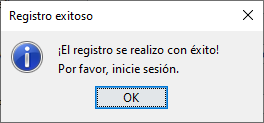 Registro exitoso
¡El registro se realizo con éxito!
Por favor, inicie sesión.
OK